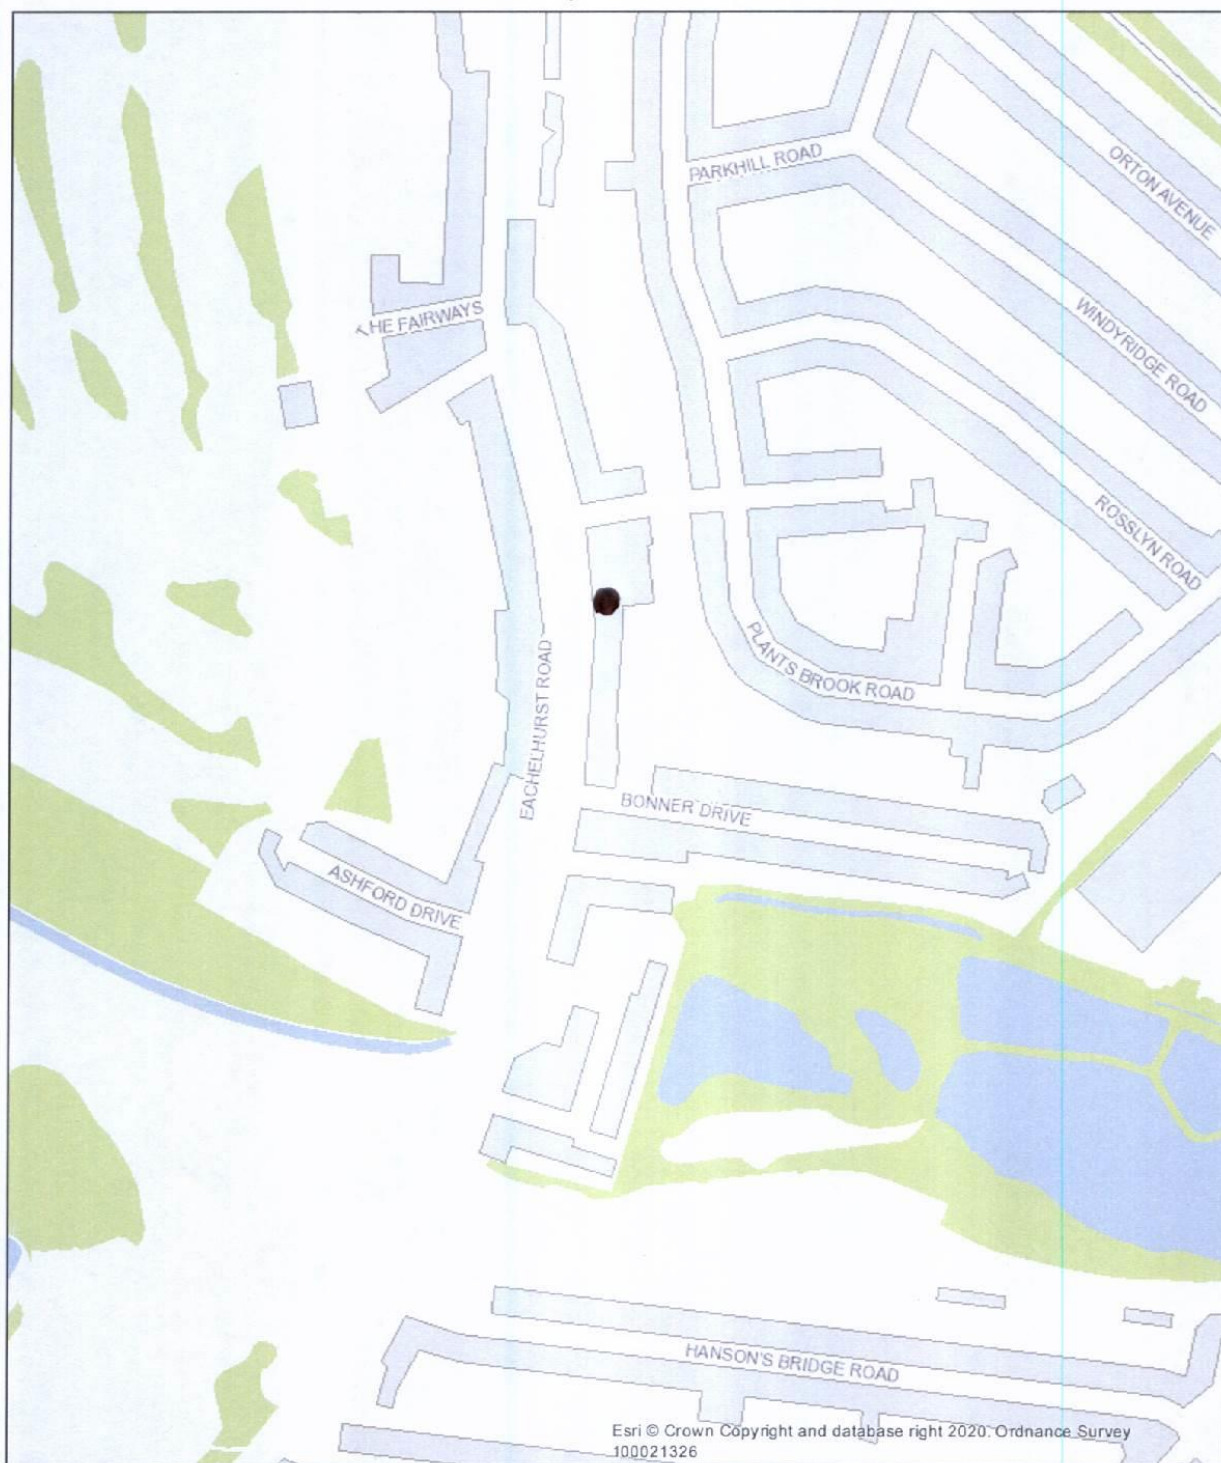 PARKHILL ROAD
ORTON AVENUE
WINDYRIDGE ROAD
THE FAIRWAYS
ROSSLYN ROAD
PLANTS BROOK ROAD
EACHELHURST ROAD
BONNER DRIVE
ASHFORD DRIVE
HANSON'S BRIDGE ROAD
Esri © Crown Copyright and database right 2020. Ordnance Survey
100021326